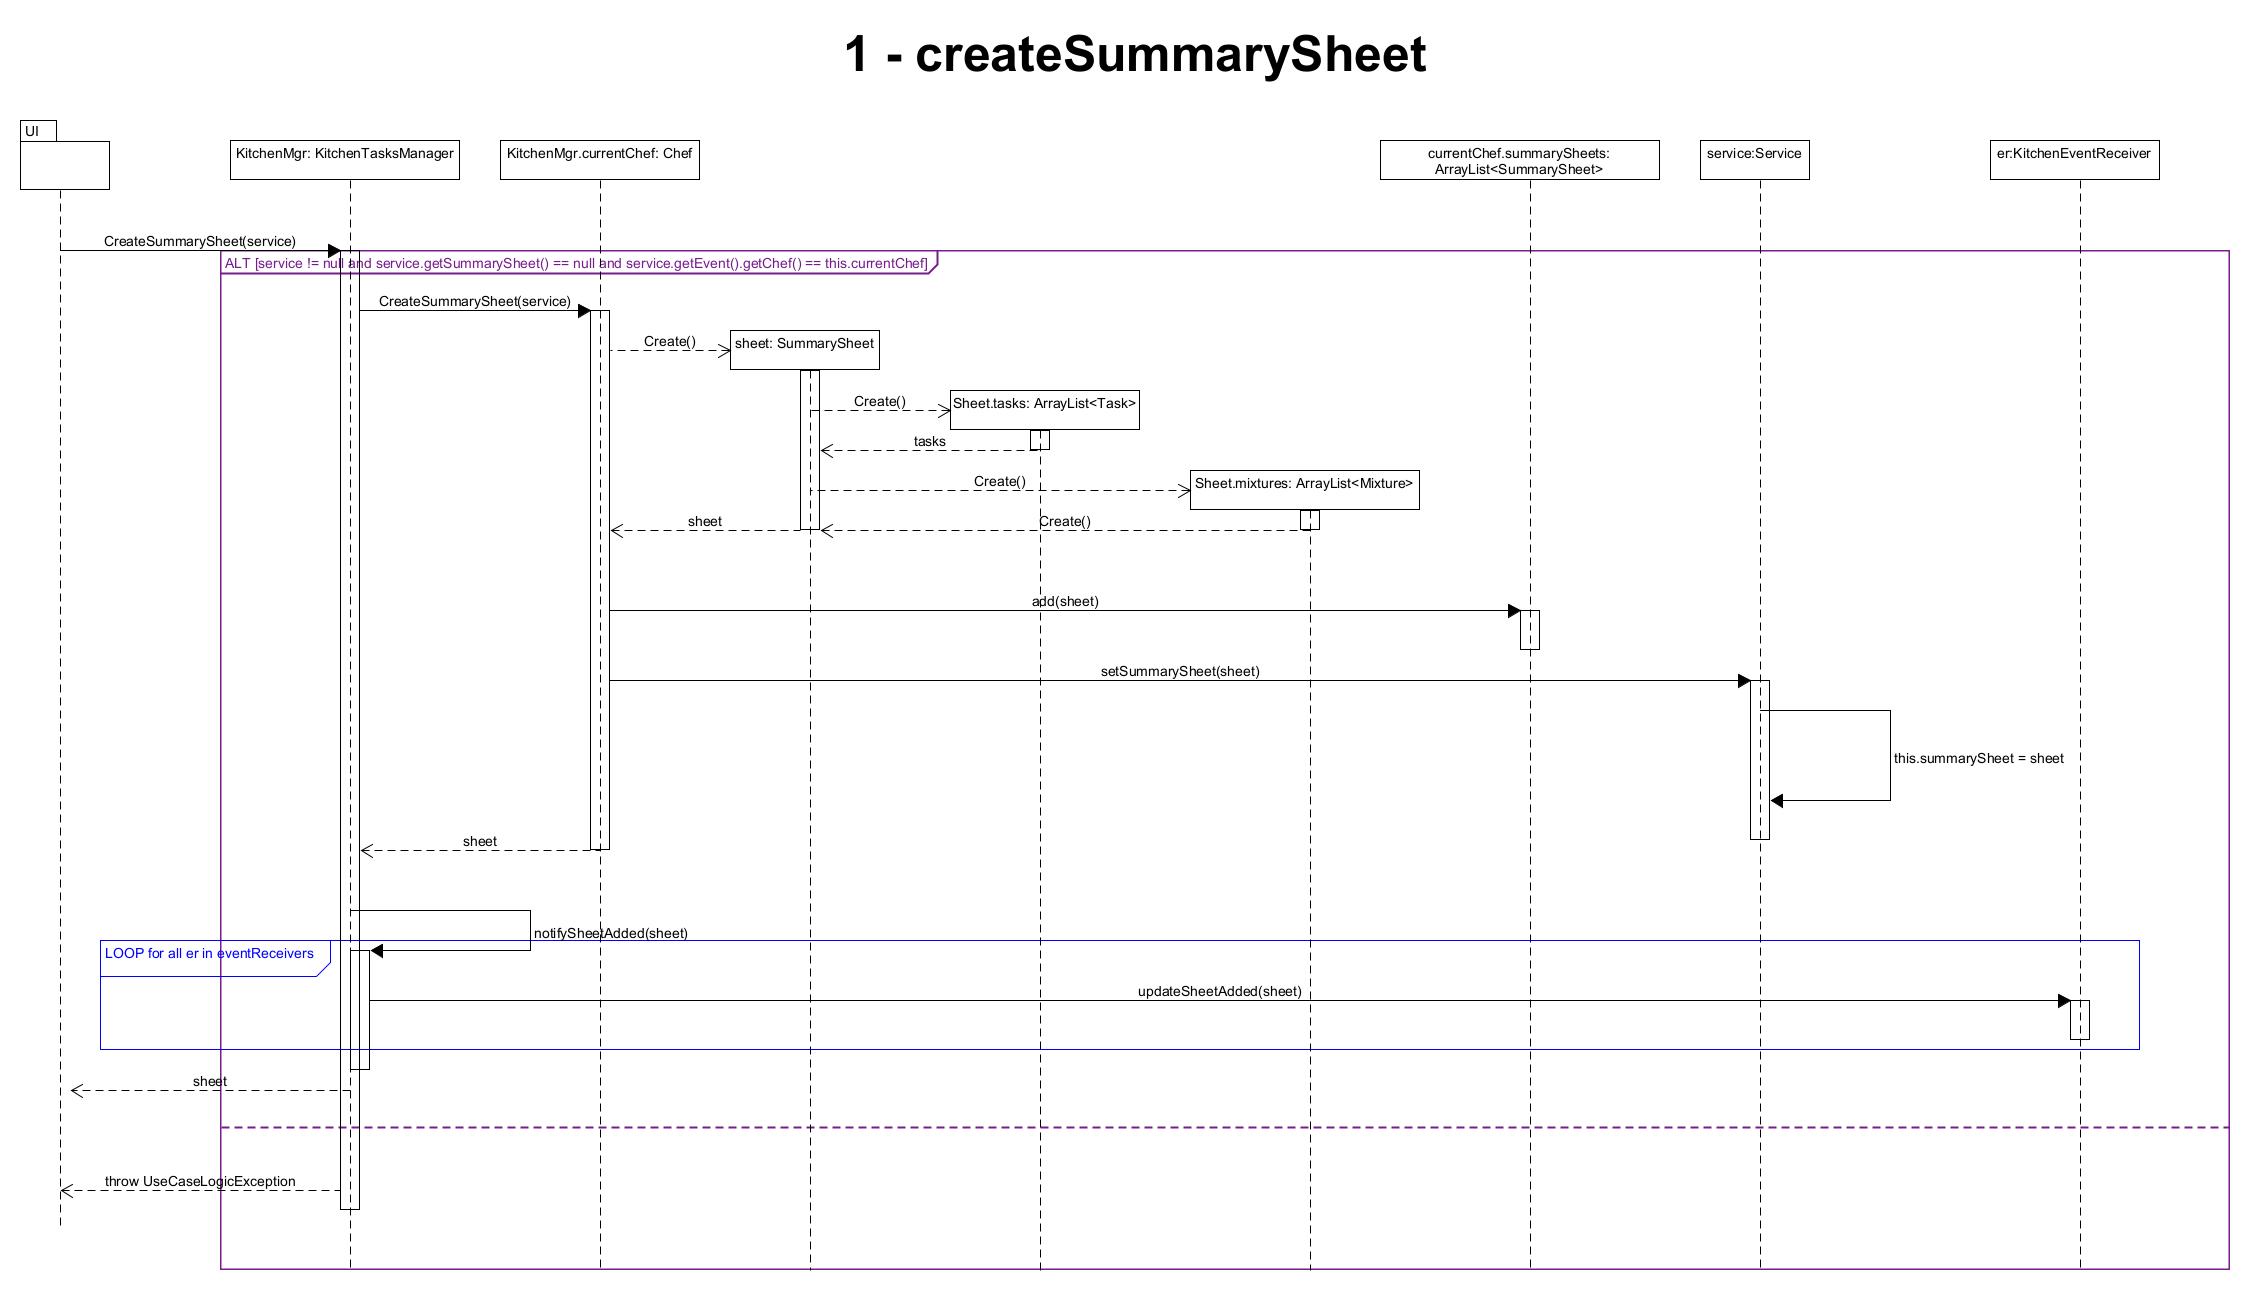 1 - createSummarySheet
UI
KitchenMgr: KitchenTasksManager
KitchenMgr.currentChef: Chef
currentChef.summarySheets:
ArrayList<SummarySheet>
service:Service
er:KitchenEventReceiver
CreateSummarySheet(service)
ALT [service != null and service.getSummarySheet() == null and service.getEvent().getChef() == this.currentChef]
CreateSummarySheet(service)
Create()
sheet: SummarySheet
Create()
Sheet.tasks: ArrayList<Task>
tasks
Create()
Sheet.mixtures: ArrayList<Mixture>
sheet
Create()
add(sheet)
setSummarySheet(sheet)
this.summarySheet = sheet
sheet
notifySheetAdded(sheet)
LOOP for all er in eventReceivers
updateSheetAdded(sheet)
sheet
throw UseCaseLogicException